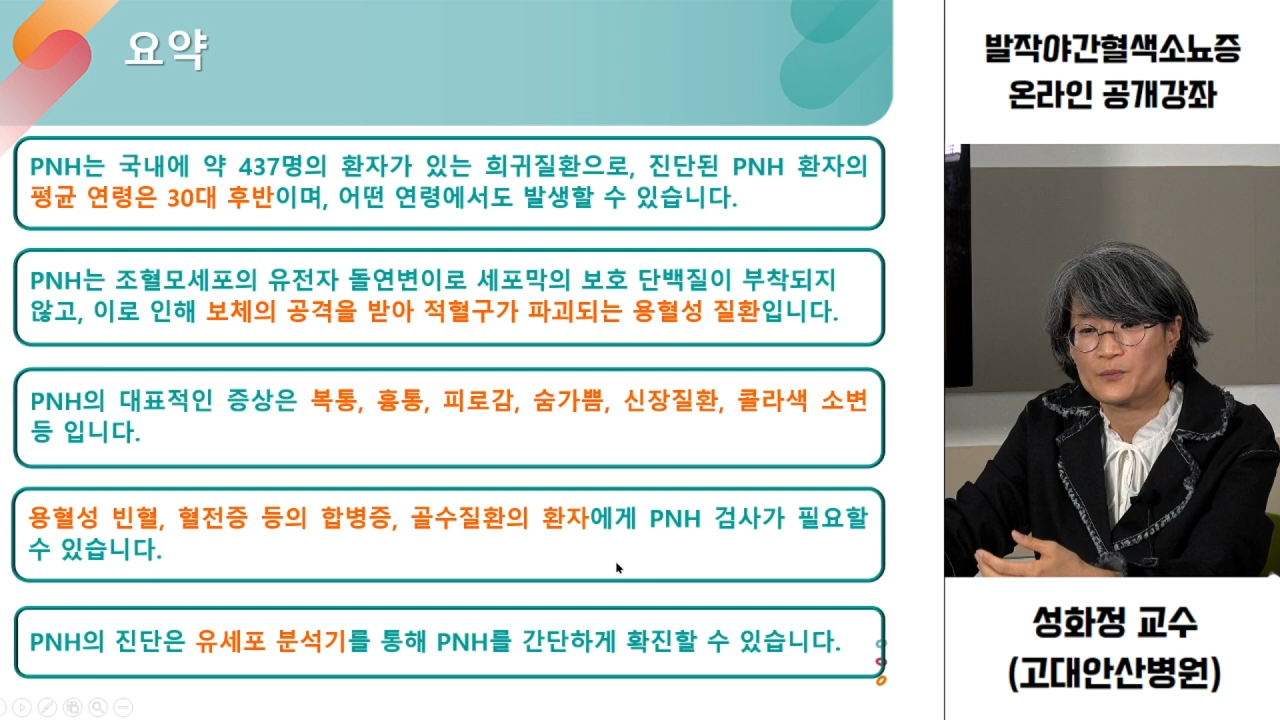 요약
PNH는 국내에 약 437명의 환자가 있는 희귀질환으로, 진단된 PNH 환자의
평균 연령은 30대 후반이며, 어떤 연령에서도 발생할 수 있습니다.
PNH는 조혈모세포의 유전자 돌연변이로 세포막의 보호 단백질이 부착되지
않고, 이로 인해 보체의 공격을 받아 적혈구가 파괴되는 용혈성 질환입니다.
PNH의 대표적인 증상은 복통, 흉통, 피로감, 숨가쁨, 신장질환, 콜라색 소변
등 입니다.
용혈성 빈혈, 혈전증 등의 합병증, 골수질환의 환자에게 PNH 검사가 필요할
수 있습니다.
PNH의 진단은 유세포 분석기를 통해 PNH를 간단하게 확진할 수 있습니다.
발작야간혈색소뇨증
온라인 공개강좌
성화정 교수
(고대안산병원)